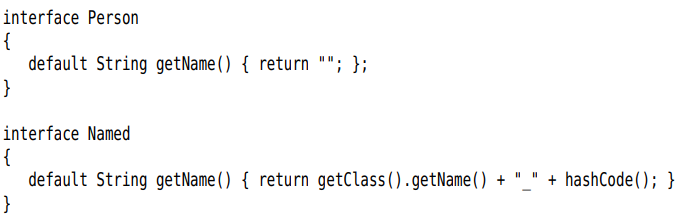 interface Person
{
   default String getName() { return ""; };
}

interface Named
{
   default String getName() { return getClass().getName() + "_" + hashCode(); }
}